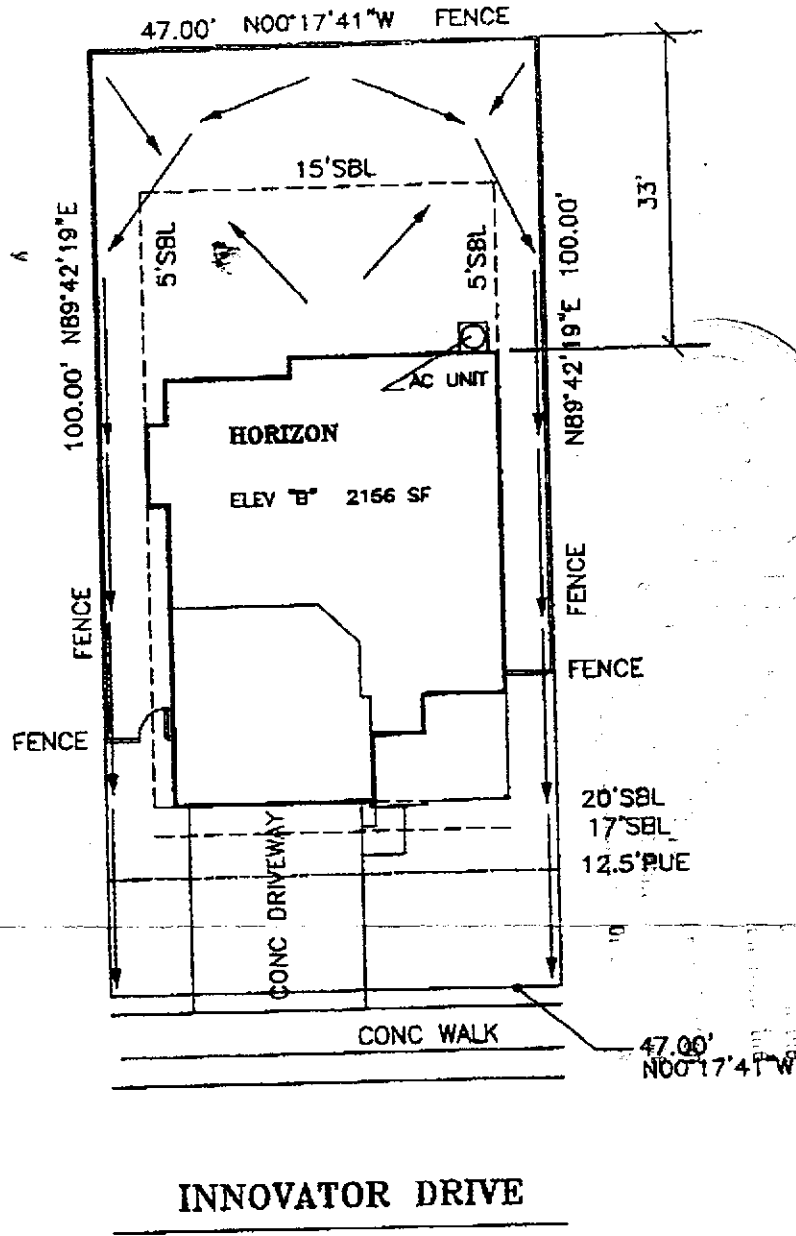 47.00' N00°17'41"W FENCE
15'SBL
33'
5'SBL
5'SBL
100.00' N89°42'19"E
N89°42'19"E 100.00'
AC UNIT
HORIZON
ELEV "B" 2156 SF
FENCE
FENCE
FENCE
FENCE
20'SBL
17'SBL
12.5'PUE
CONC DRIVEWAY
CONC WALK
47.00'
N00°17'41"W
INNOVATOR DRIVE